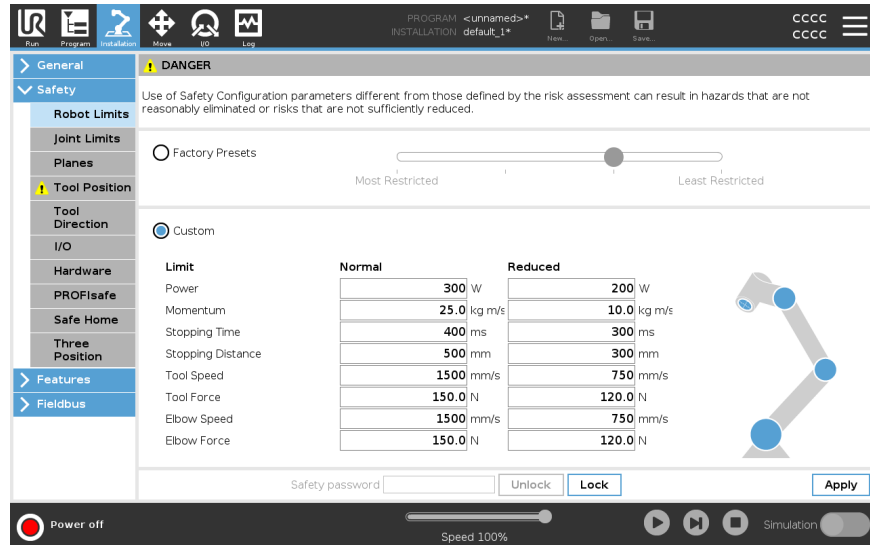 PROGRAM <unnamed>*
INSTALLATION default_1*
New... Open... Save...
CCCC
CCCC
Run Program Installation Move I/O Log
General
Safety
Robot Limits
Joint Limits
Planes
Tool Position
Tool
Direction
I/O
Hardware
PROFIsafe
Safe Home
Three
Position
Features
Fieldbus
DANGER
Use of Safety Configuration parameters different from those defined by the risk assessment can result in hazards that are not
reasonably eliminated or risks that are not sufficiently reduced.
Factory Presets
Most Restricted Least Restricted
Custom
Limit Normal Reduced
Power 300 W 200 W
Momentum 25.0 kg m/s 10.0 kg m/s
Stopping Time 400 ms 300 ms
Stopping Distance 500 mm 300 mm
Tool Speed 1500 mm/s 750 mm/s
Tool Force 150.0 N 120.0 N
Elbow Speed 1500 mm/s 750 mm/s
Elbow Force 150.0 N 120.0 N
Safety password Unlock Lock Apply
Power off
Speed 100%
Simulation